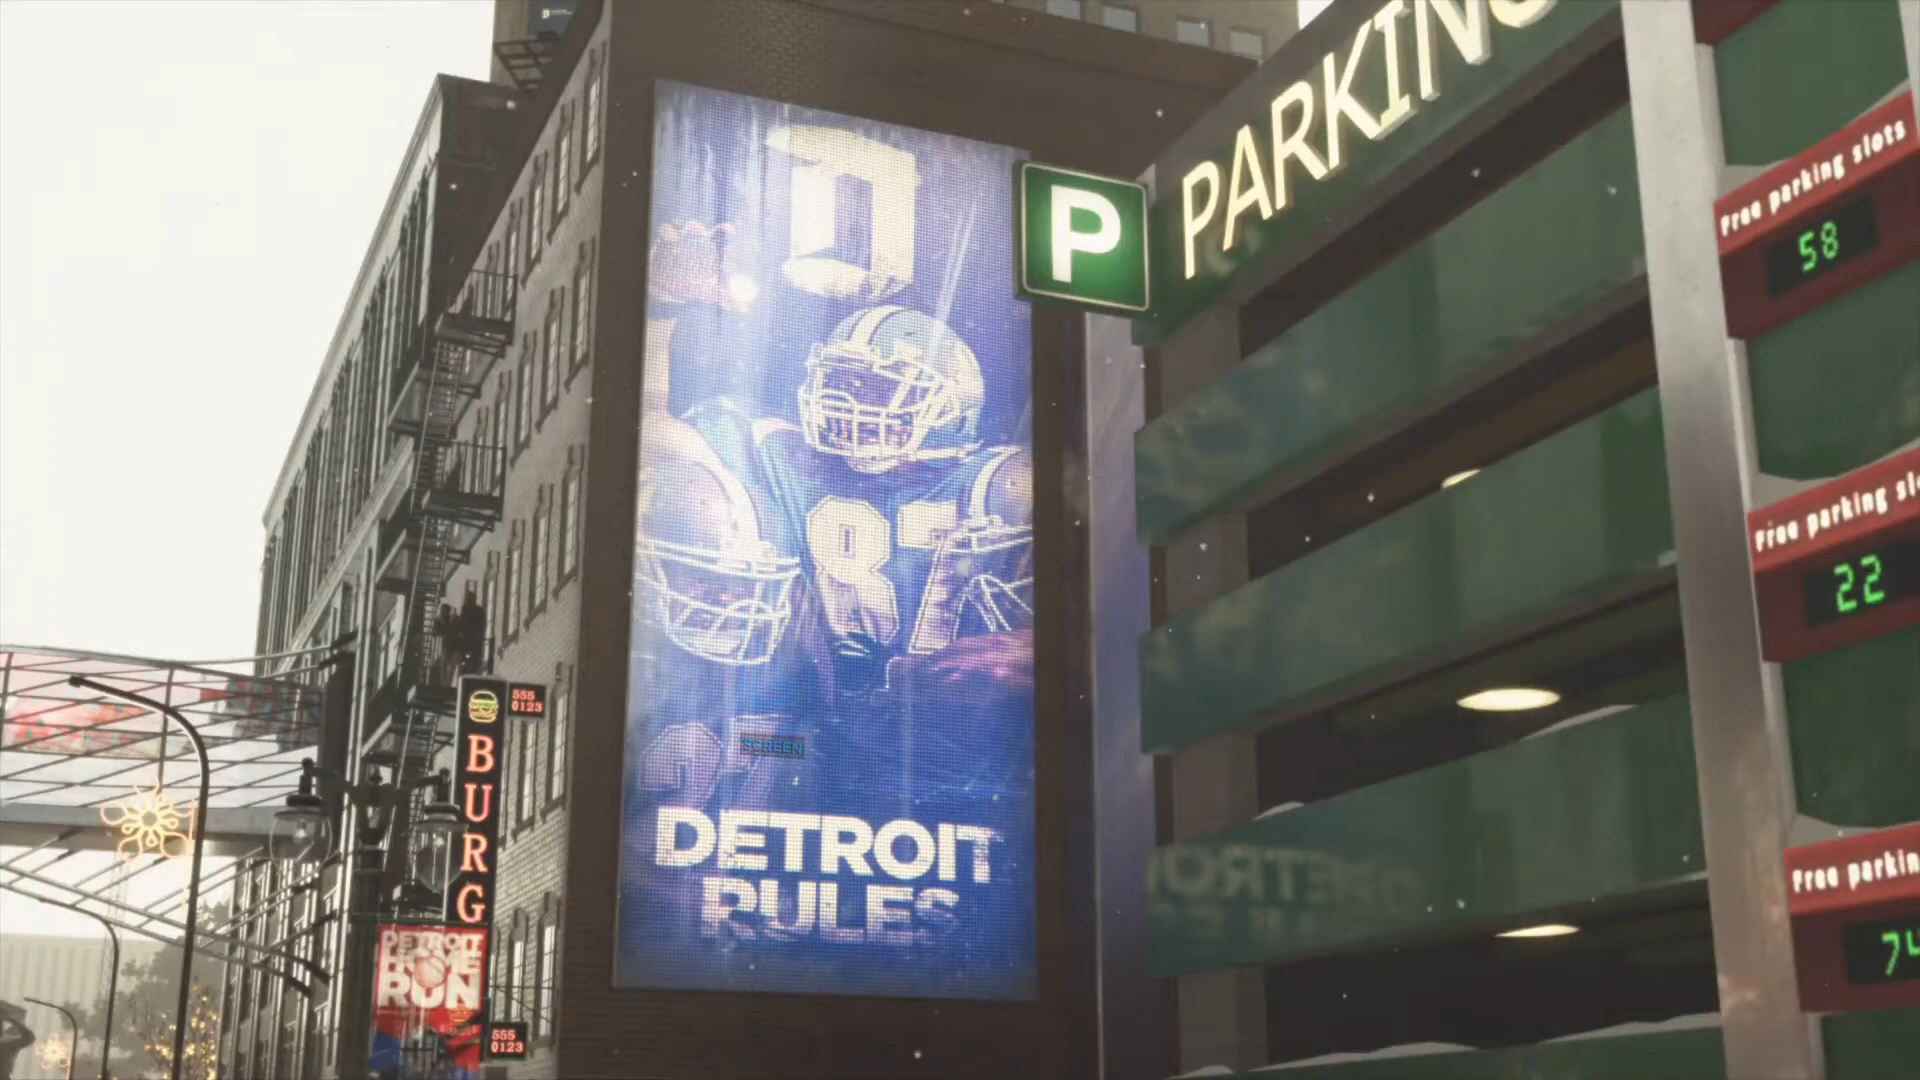 PARKING
P
Free parking slots
58
Free parking
22
Free
74
D
87
SCREEN
DETROIT
RULES
555
0123
BURG
DETROIT
HOME
RUN
555
0123